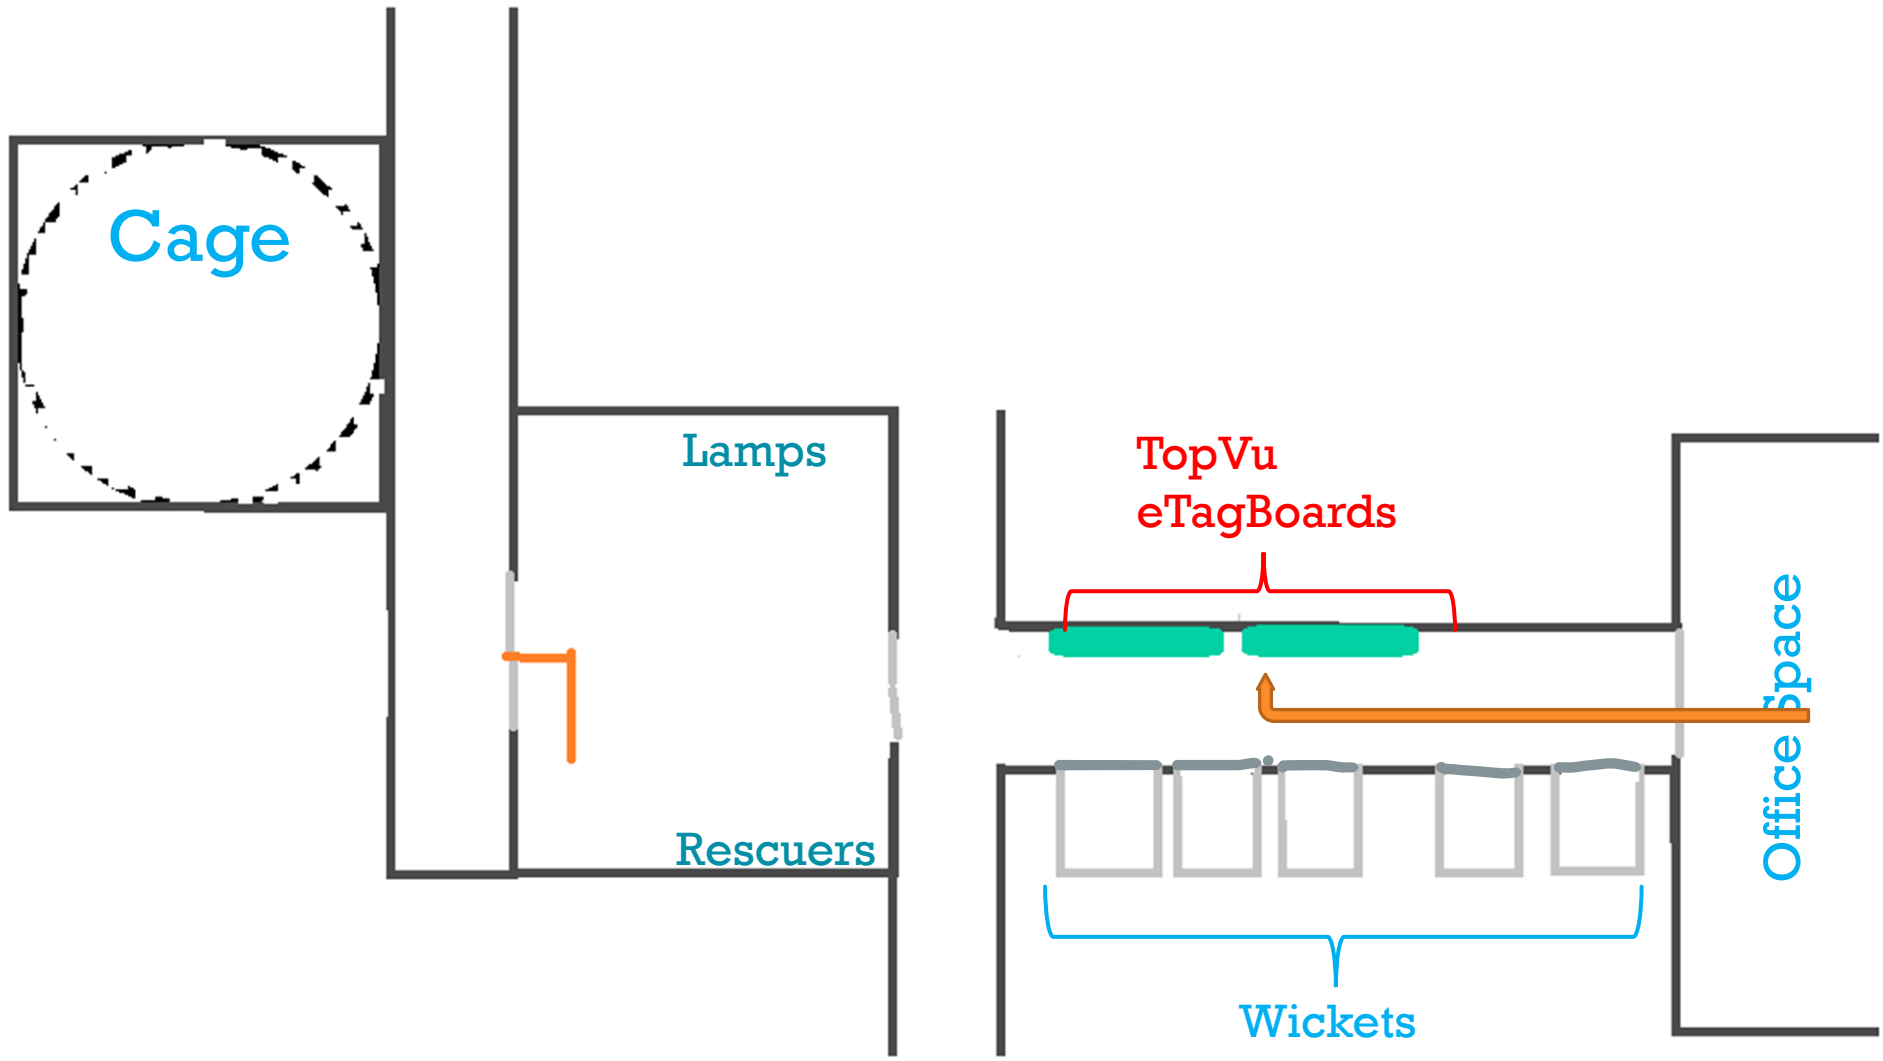 Cage
Lamps
TopVu
eTagBoards
Office Space
Rescuers
Wickets